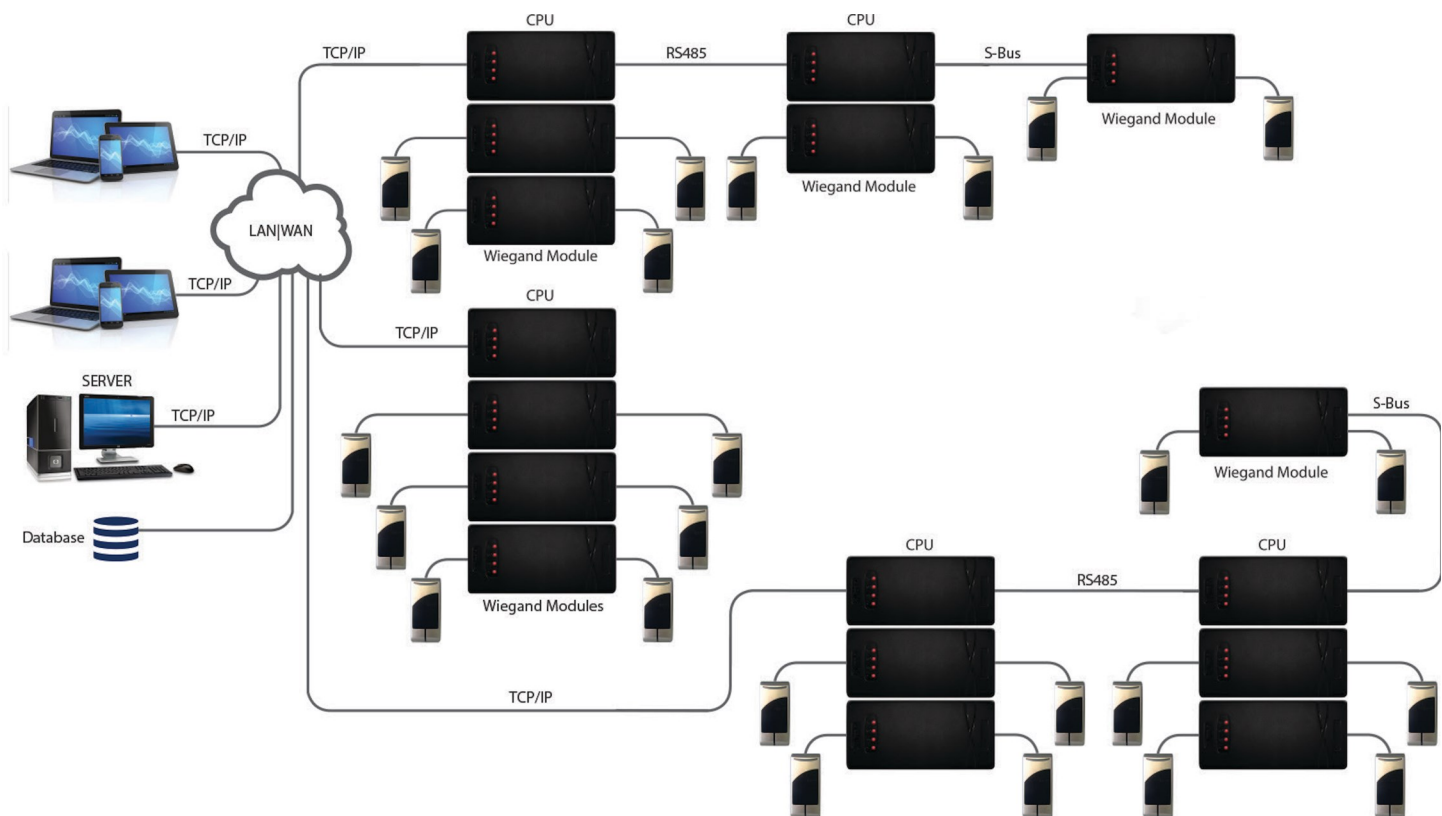 CPU
CPU
TCP/IP
RS485
S-Bus
Wiegand Module
TCP/IP
Wiegand Module
LAN|WAN
Wiegand Module
TCP/IP
CPU
TCP/IP
SERVER
TCP/IP
S-Bus
Wiegand Module
Database
CPU
CPU
RS485
Wiegand Modules
TCP/IP